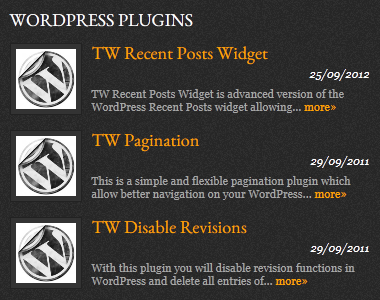 WORDPRESS PLUGINS
TW Recent Posts Widget
25/09/2012
TW Recent Posts Widget is advanced version of the
WordPress Recent Posts widget allowing... more»
TW Pagination
29/09/2011
This is a simple and flexible pagination plugin which
allow better navigation on your WordPress... more»
TW Disable Revisions
29/09/2011
With this plugin you will disable revision functions in
WordPress and delete all entries of... more»